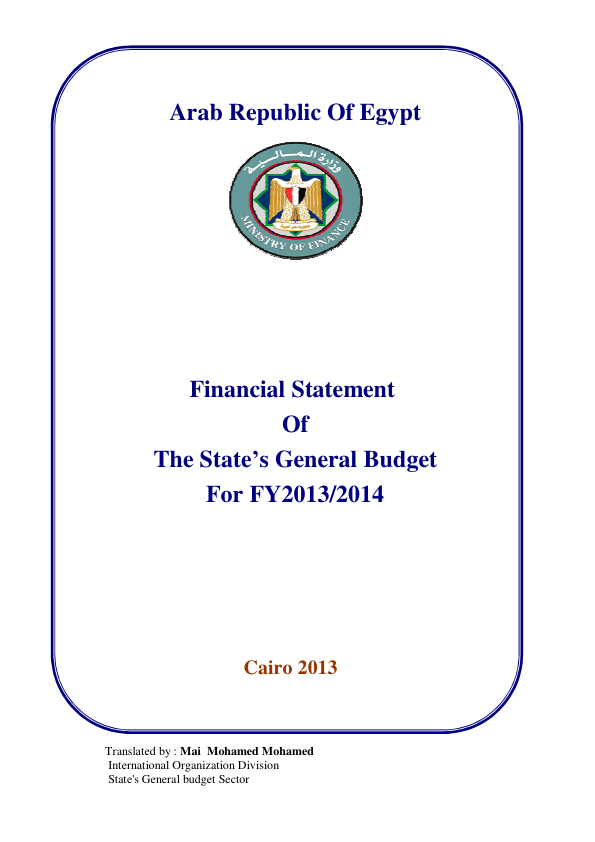 Arab Republic Of Egypt
وزارة المالية
MINISTRY OF FINANCE
Financial Statement
Of
The State’s General Budget
For FY2013/2014
Cairo 2013
Translated by : Mai Mohamed Mohamed
International Organization Division
State's General budget Sector